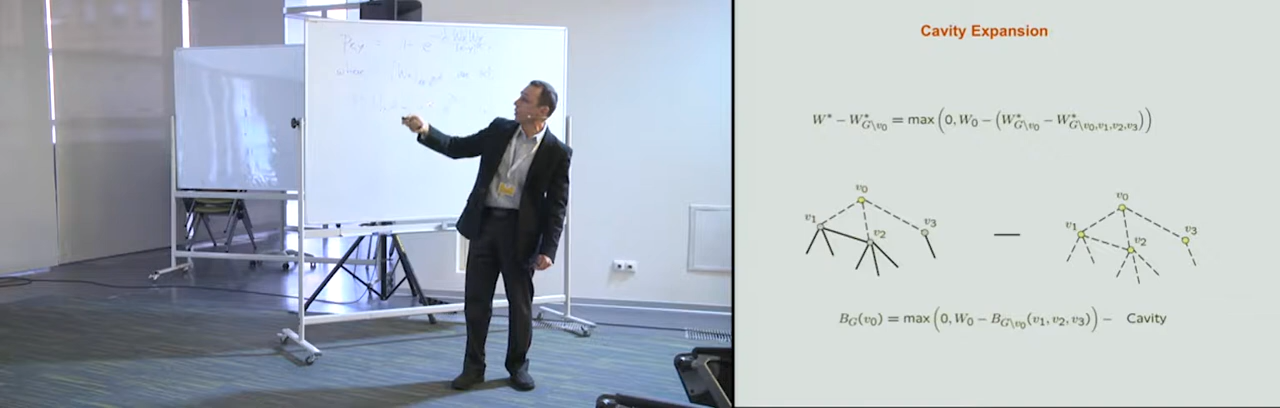 where
Cavity Expansion
W* − W*_{G\v₀} = max(0, W₀ − (W*_{G\v₀} − W*_{G\v₀,v₁,v₂,v₃}))
v₀ v₀
v₁ v₂ v₃ — v₁ v₂ v₃
B_G(v₀) = max(0, W₀ − B_{G\v₀}(v₁, v₂, v₃)) − Cavity